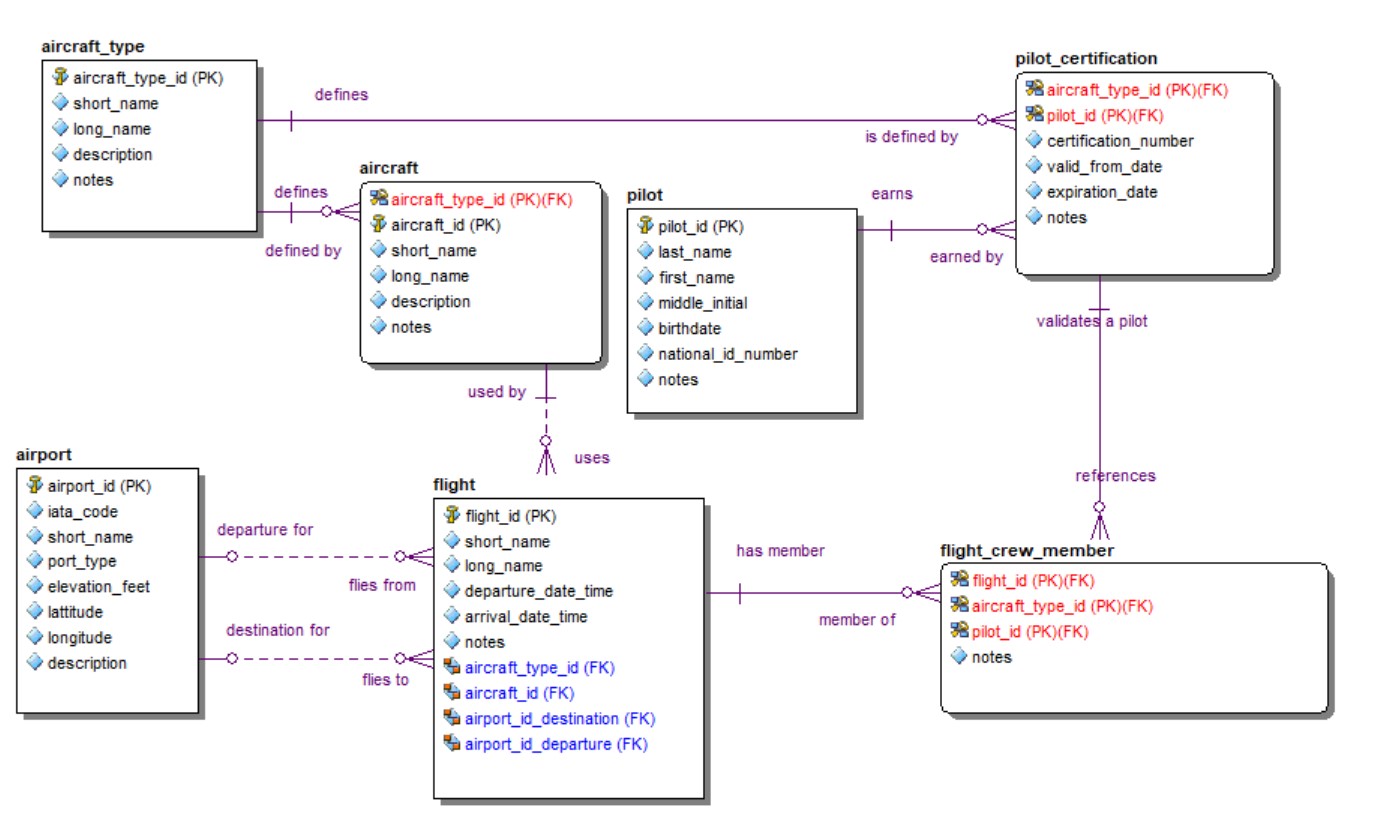 aircraft_type
aircraft_type_id (PK)
short_name
long_name
description
notes
defines
is defined by
pilot_certification
aircraft_type_id (PK)(FK)
pilot_id (PK)(FK)
certification_number
valid_from_date
expiration_date
notes
defines
defined by
aircraft
aircraft_type_id (PK)(FK)
aircraft_id (PK)
short_name
long_name
description
notes
pilot
pilot_id (PK)
last_name
first_name
middle_initial
birthdate
national_id_number
notes
earns
earned by
validates a pilot
references
used by
uses
airport
airport_id (PK)
iata_code
short_name
port_type
elevation_feet
lattitude
longitude
description
departure for
flies from
destination for
flies to
flight
flight_id (PK)
short_name
long_name
departure_date_time
arrival_date_time
notes
aircraft_type_id (FK)
aircraft_id (FK)
airport_id_destination (FK)
airport_id_departure (FK)
has member
member of
flight_crew_member
flight_id (PK)(FK)
aircraft_type_id (PK)(FK)
pilot_id (PK)(FK)
notes